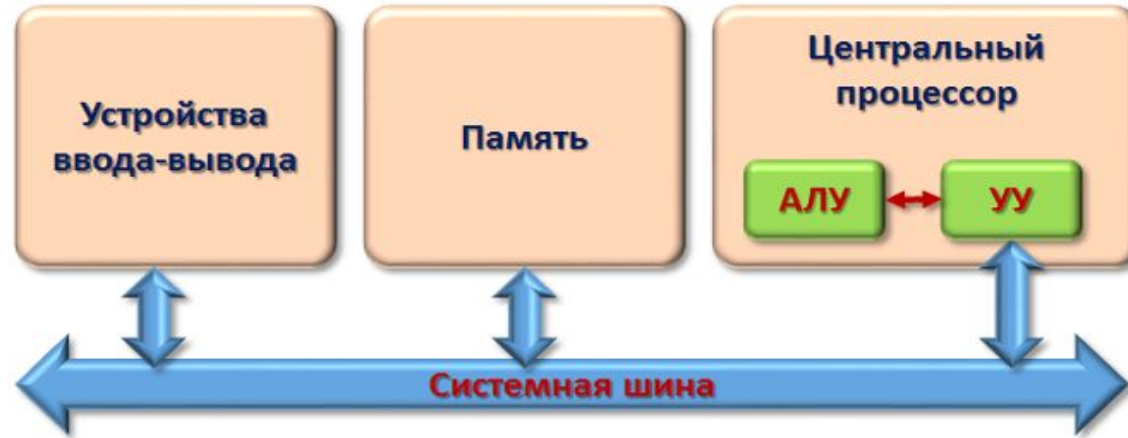 Устройства
ввода-вывода
Память
Центральный
процессор
АЛУ
УУ
Системная шина